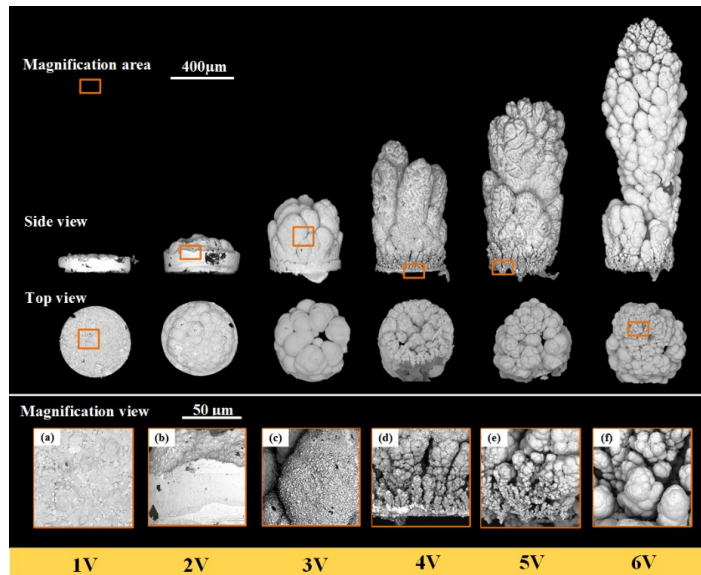 Magnification area
400μm
Side view
Top view
Magnification view
50 μm
(a) (b) (c) (d) (e) (f)
1V 2V 3V 4V 5V 6V